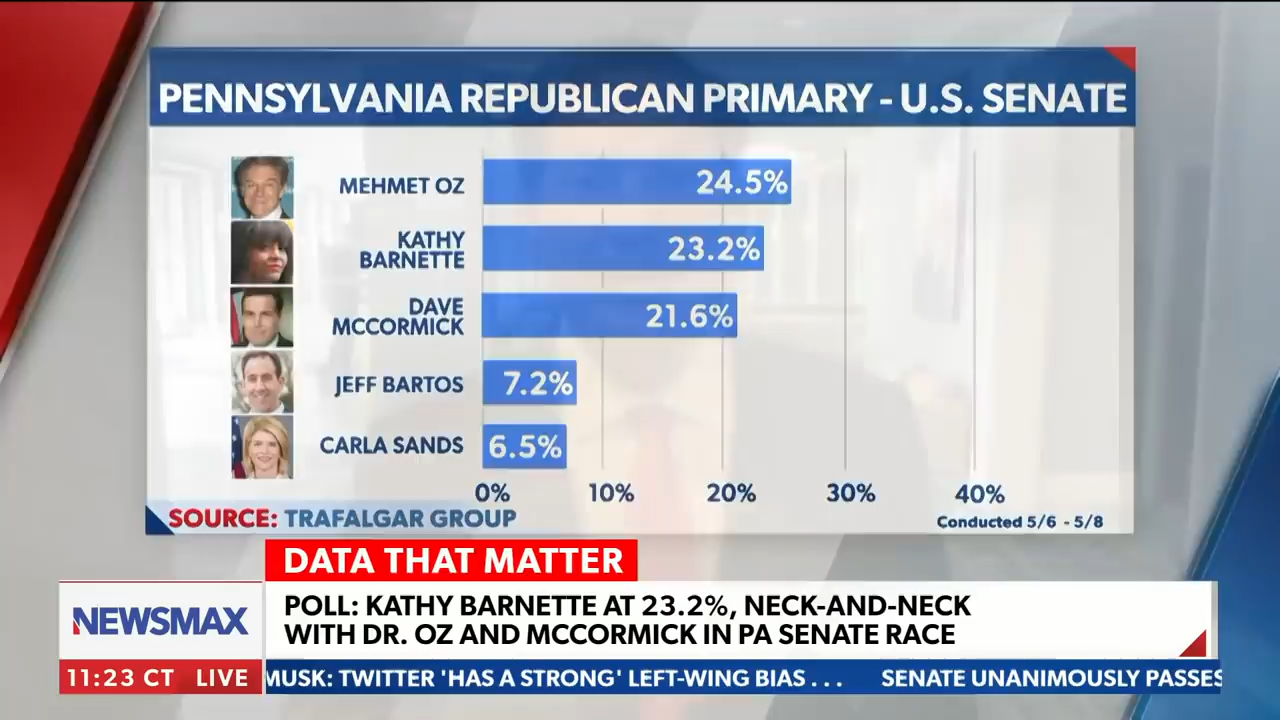 PENNSYLVANIA REPUBLICAN PRIMARY - U.S. SENATE
MEHMET OZ 24.5%
KATHY
BARNETTE 23.2%
DAVE
MCCORMICK 21.6%
JEFF BARTOS 7.2%
CARLA SANDS 6.5%
0% 10% 20% 30% 40%
SOURCE: TRAFALGAR GROUP
Conducted 5/6 - 5/8
DATA THAT MATTER
NEWSMAX
POLL: KATHY BARNETTE AT 23.2%, NECK-AND-NECK
WITH DR. OZ AND MCCORMICK IN PA SENATE RACE
11:23 CT LIVE
MUSK: TWITTER 'HAS A STRONG' LEFT-WING BIAS . . . SENATE UNANIMOUSLY PASSES